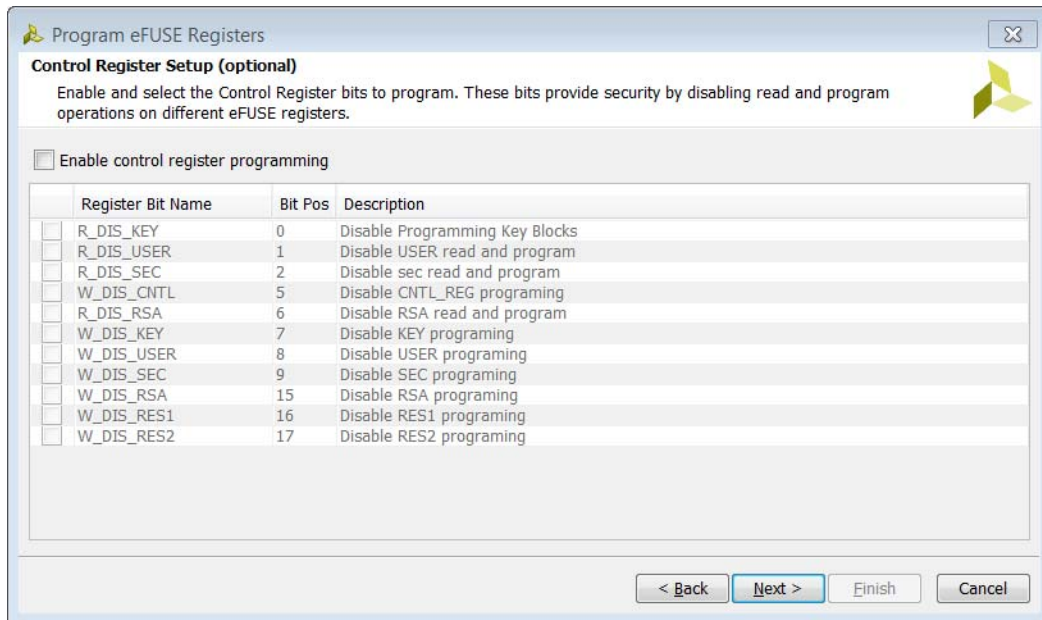 Program eFUSE Registers
Control Register Setup (optional)
Enable and select the Control Register bits to program. These bits provide security by disabling read and program
operations on different eFUSE registers.
Enable control register programming
Register Bit Name Bit Pos Description
R_DIS_KEY 0 Disable Programming Key Blocks
R_DIS_USER 1 Disable USER read and program
R_DIS_SEC 2 Disable sec read and program
W_DIS_CNTL 5 Disable CNTL_REG programing
R_DIS_RSA 6 Disable RSA read and program
W_DIS_KEY 7 Disable KEY programing
W_DIS_USER 8 Disable USER programing
W_DIS_SEC 9 Disable SEC programing
W_DIS_RSA 15 Disable RSA programing
W_DIS_RES1 16 Disable RES1 programing
W_DIS_RES2 17 Disable RES2 programing
< Back Next > Finish Cancel